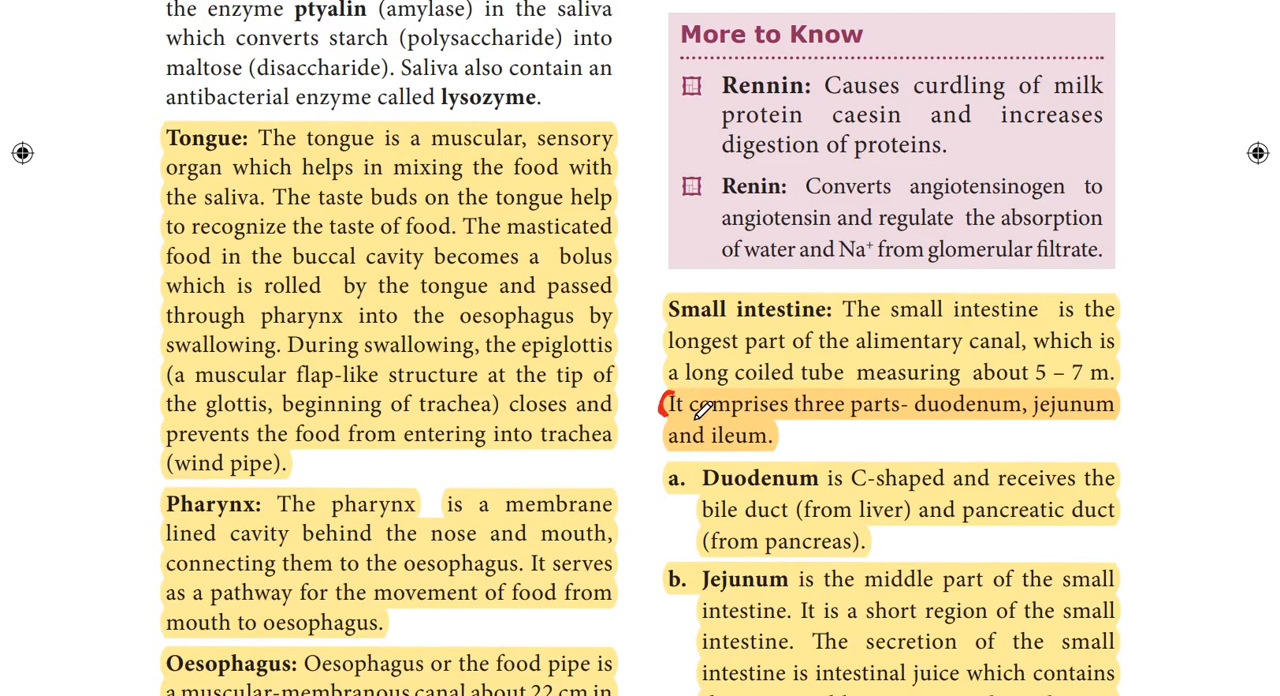 the enzyme ptyalin (amylase) in the saliva
which converts starch (polysaccharide) into
maltose (disaccharide). Saliva also contain an
antibacterial enzyme called lysozyme.
Tongue: The tongue is a muscular, sensory
organ which helps in mixing the food with
the saliva. The taste buds on the tongue help
to recognize the taste of food. The masticated
food in the buccal cavity becomes a bolus
which is rolled by the tongue and passed
through pharynx into the oesophagus by
swallowing. During swallowing, the epiglottis
(a muscular flap-like structure at the tip of
the glottis, beginning of trachea) closes and
prevents the food from entering into trachea
(wind pipe).
Pharynx: The pharynx is a membrane
lined cavity behind the nose and mouth,
connecting them to the oesophagus. It serves
as a pathway for the movement of food from
mouth to oesophagus.
Oesophagus: Oesophagus or the food pipe is
a muscular-membranous canal about 22 cm in
More to Know
Rennin: Causes curdling of milk
protein caesin and increases
digestion of proteins.
Renin: Converts angiotensinogen to
angiotensin and regulate the absorption
of water and Na⁺ from glomerular filtrate.
Small intestine: The small intestine is the
longest part of the alimentary canal, which is
a long coiled tube measuring about 5 – 7 m.
It comprises three parts- duodenum, jejunum
and ileum.
a. Duodenum is C-shaped and receives the
bile duct (from liver) and pancreatic duct
(from pancreas).
b. Jejunum is the middle part of the small
intestine. It is a short region of the small
intestine. The secretion of the small
intestine is intestinal juice which contains